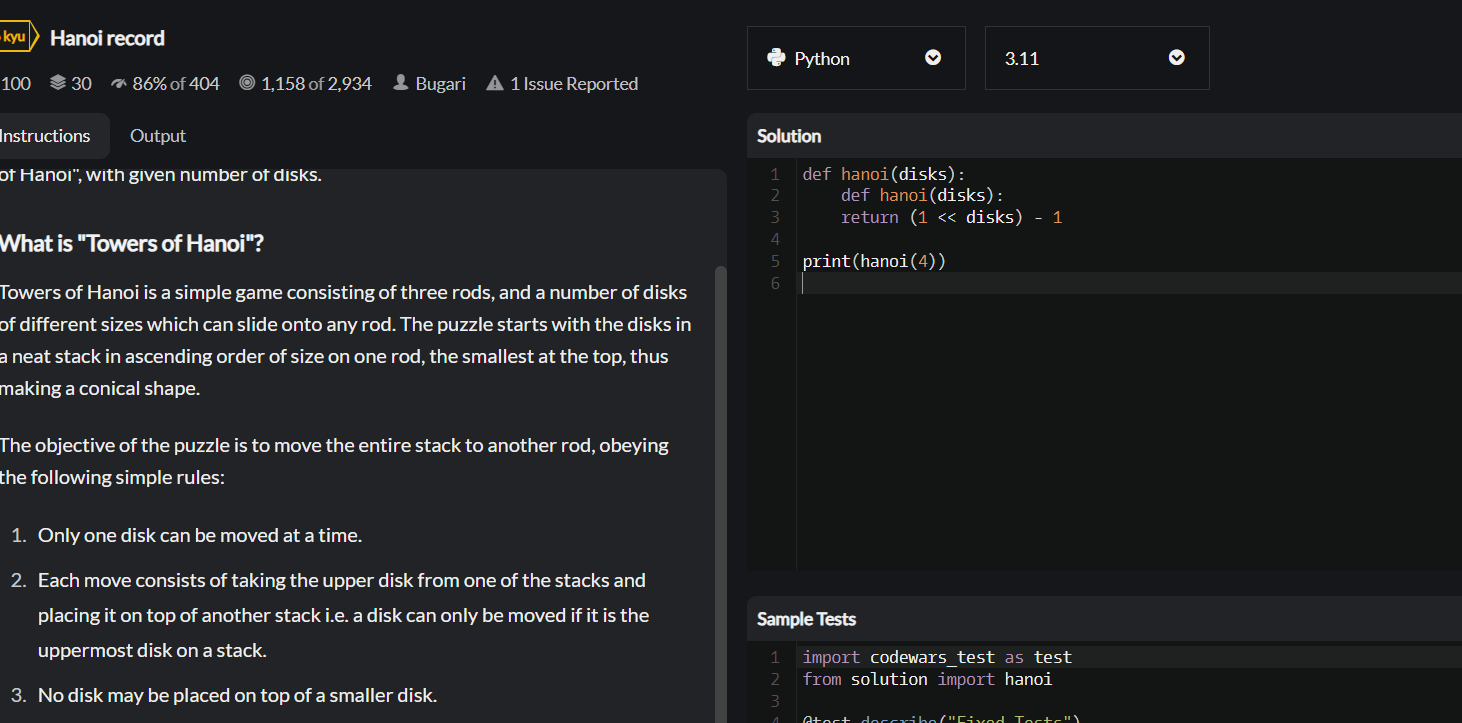 kyu
Hanoi record
100 30 86% of 404 1,158 of 2,934 Bugari 1 Issue Reported
Instructions Output
of Hanoi", with given number of disks.
What is "Towers of Hanoi"?
Towers of Hanoi is a simple game consisting of three rods, and a number of disks
of different sizes which can slide onto any rod. The puzzle starts with the disks in
a neat stack in ascending order of size on one rod, the smallest at the top, thus
making a conical shape.
The objective of the puzzle is to move the entire stack to another rod, obeying
the following simple rules:
1. Only one disk can be moved at a time.
2. Each move consists of taking the upper disk from one of the stacks and
placing it on top of another stack i.e. a disk can only be moved if it is the
uppermost disk on a stack.
3. No disk may be placed on top of a smaller disk.
Python 3.11
Solution
1 def hanoi(disks):
2     def hanoi(disks):
3     return (1 << disks) - 1
4
5 print(hanoi(4))
6
Sample Tests
1 import codewars_test as test
2 from solution import hanoi
3
4 @test.describe("Fixed Tests")